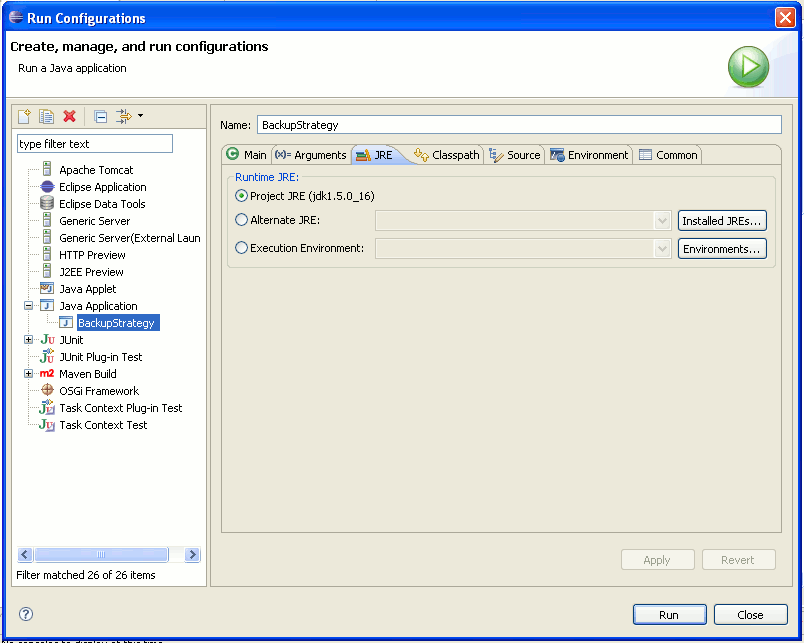 Run Configurations
Create, manage, and run configurations
Run a Java application
type filter text
Apache Tomcat
Eclipse Application
Eclipse Data Tools
Generic Server
Generic Server(External Laun
HTTP Preview
J2EE Preview
Java Applet
Java Application
BackupStrategy
JUnit
JUnit Plug-in Test
m2 Maven Build
OSGi Framework
Task Context Plug-in Test
Task Context Test
Filter matched 26 of 26 items
Name: BackupStrategy
Main (x)= Arguments JRE Classpath Source Environment Common
Runtime JRE:
Project JRE (jdk1.5.0_16)
Alternate JRE: Installed JREs...
Execution Environment: Environments...
Apply Revert
Run Close